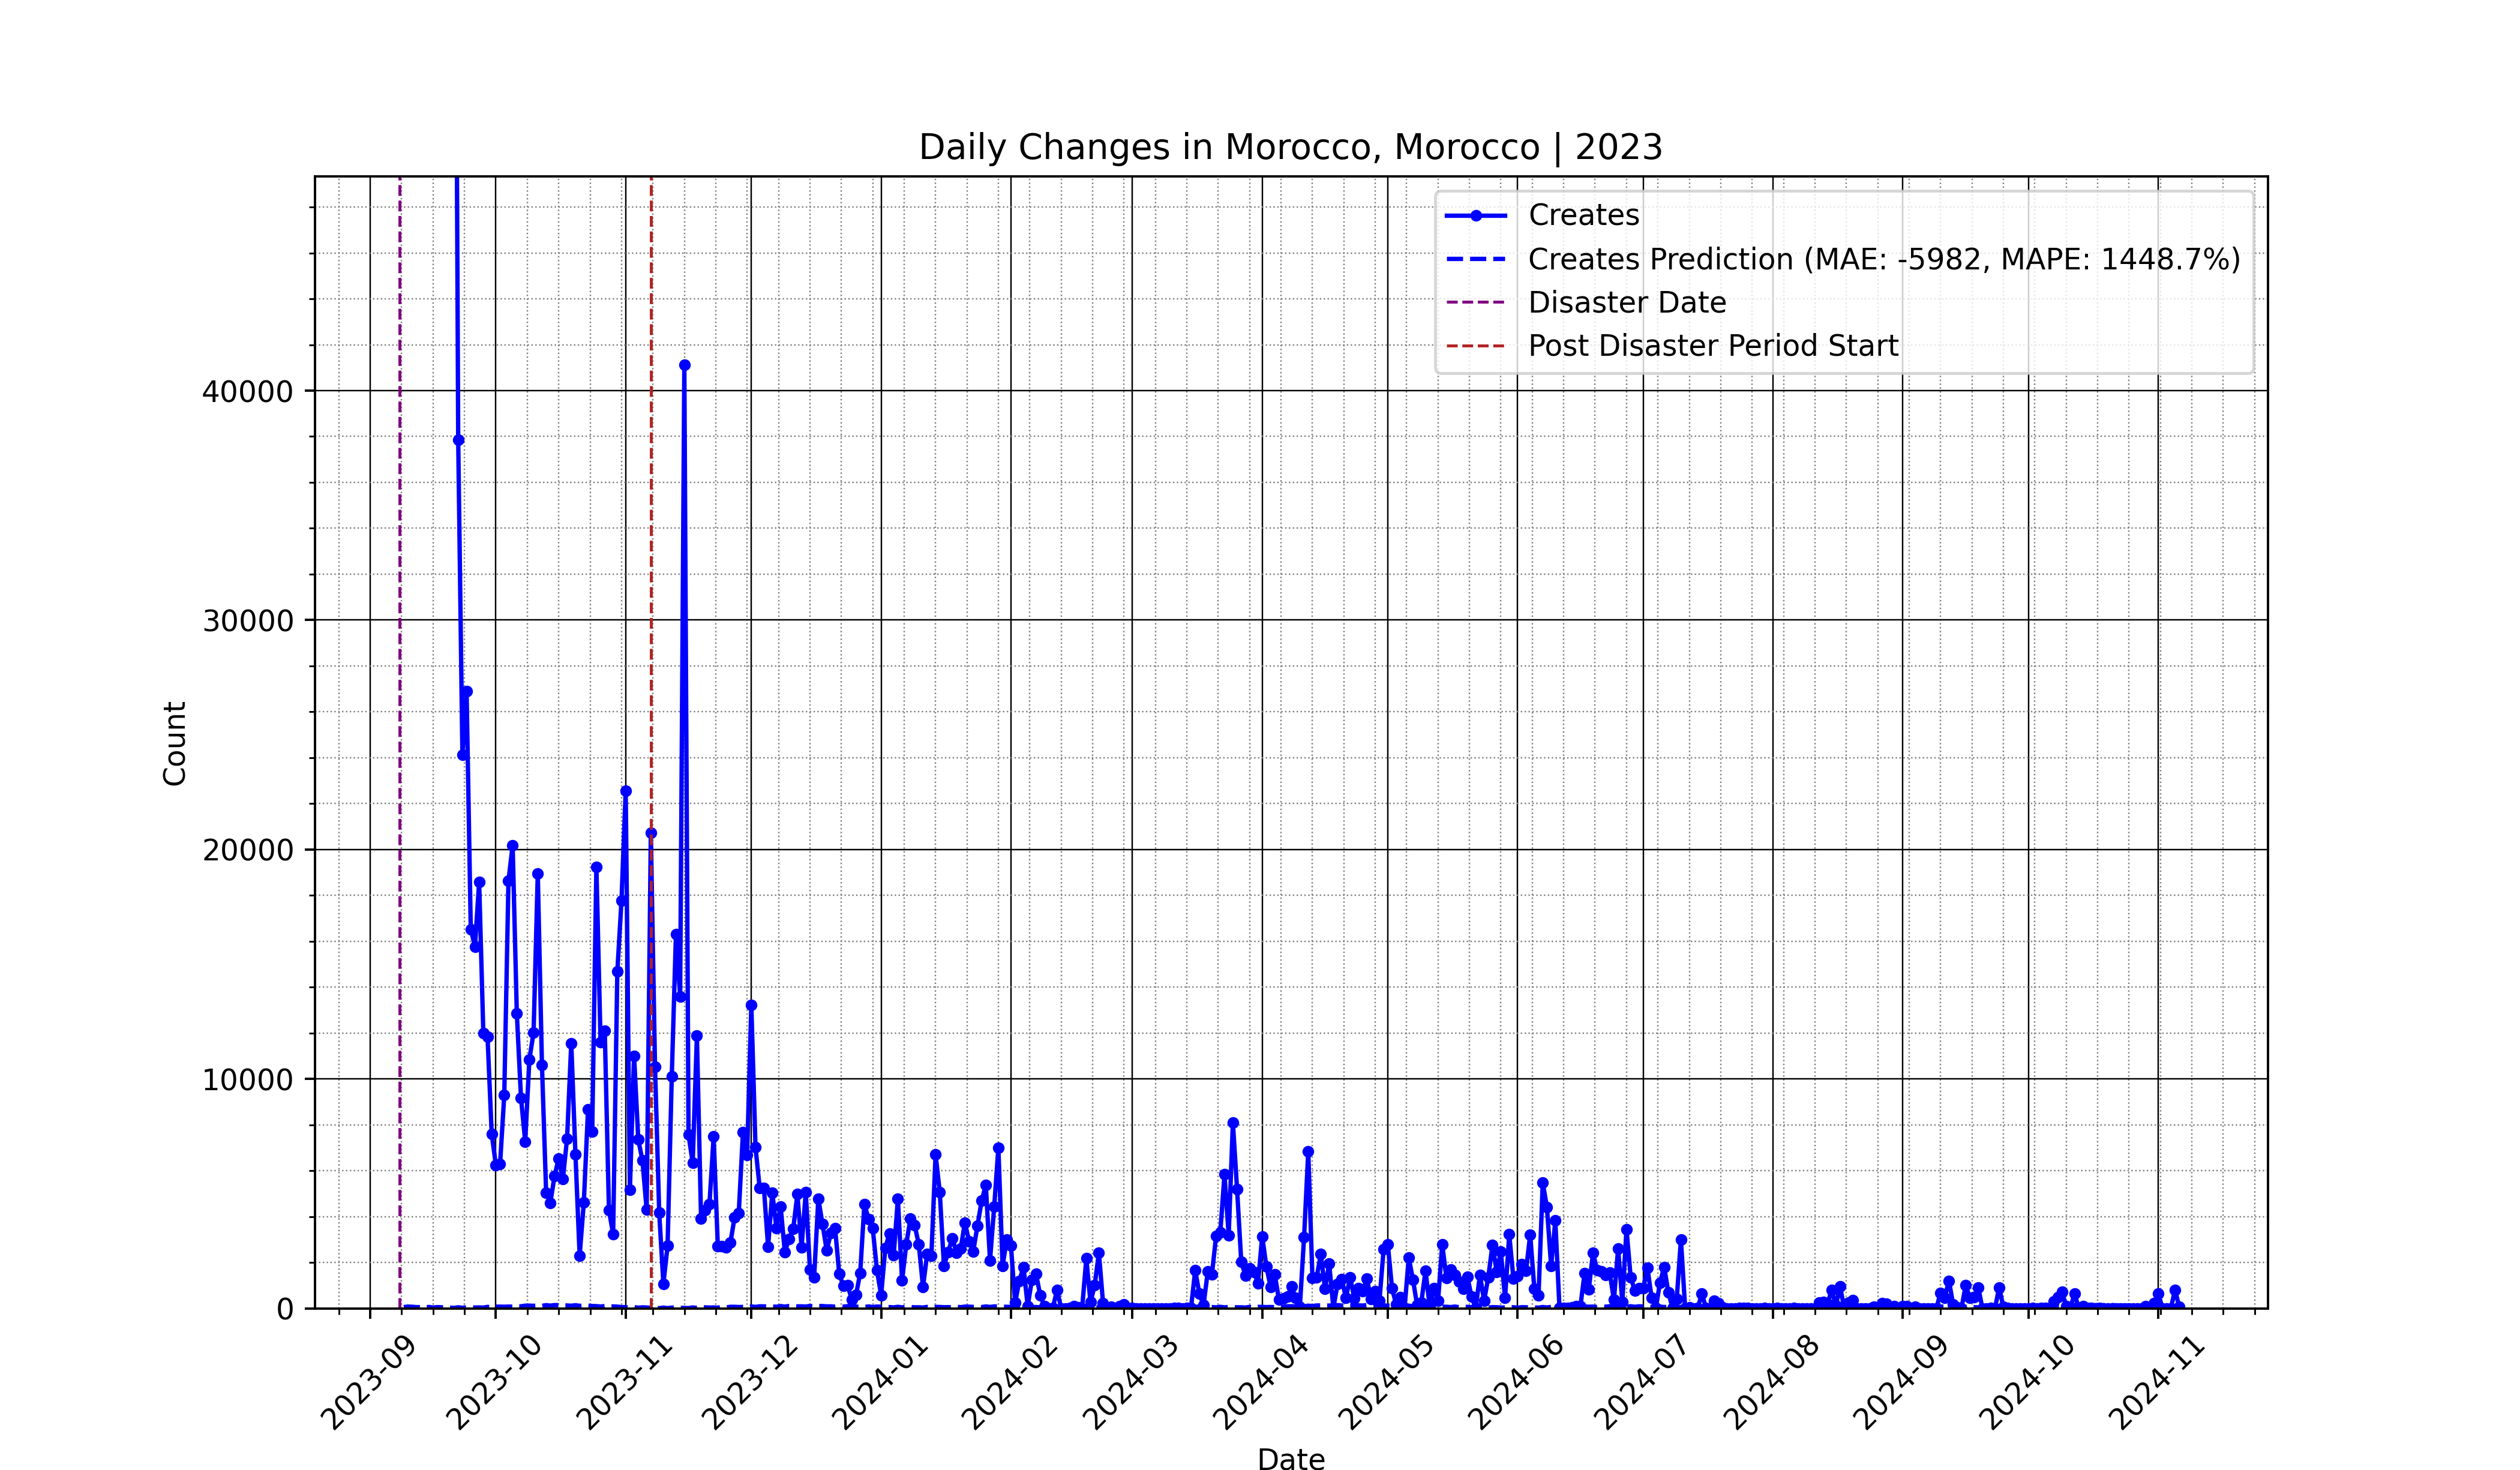 Daily Changes in Morocco, Morocco | 2023
Creates
Creates Prediction (MAE: -5982, MAPE: 1448.7%)
Disaster Date
Post Disaster Period Start
Count
40000
30000
20000
10000
0
2023-09
2023-10
2023-11
2023-12
2024-01
2024-02
2024-03
2024-04
2024-05
2024-06
2024-07
2024-08
2024-09
2024-10
2024-11
Date